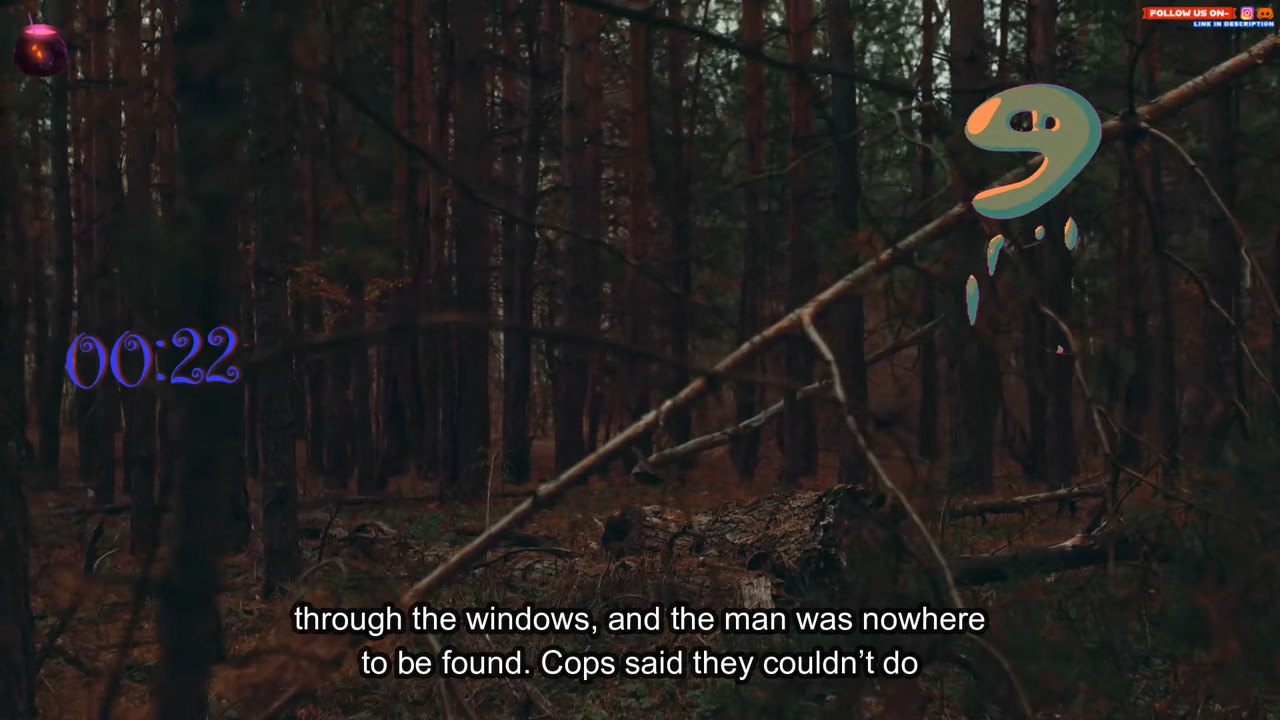 FOLLOW US ON-
LINK IN DESCRIPTION
9
00:22
through the windows, and the man was nowhere
to be found. Cops said they couldn't do